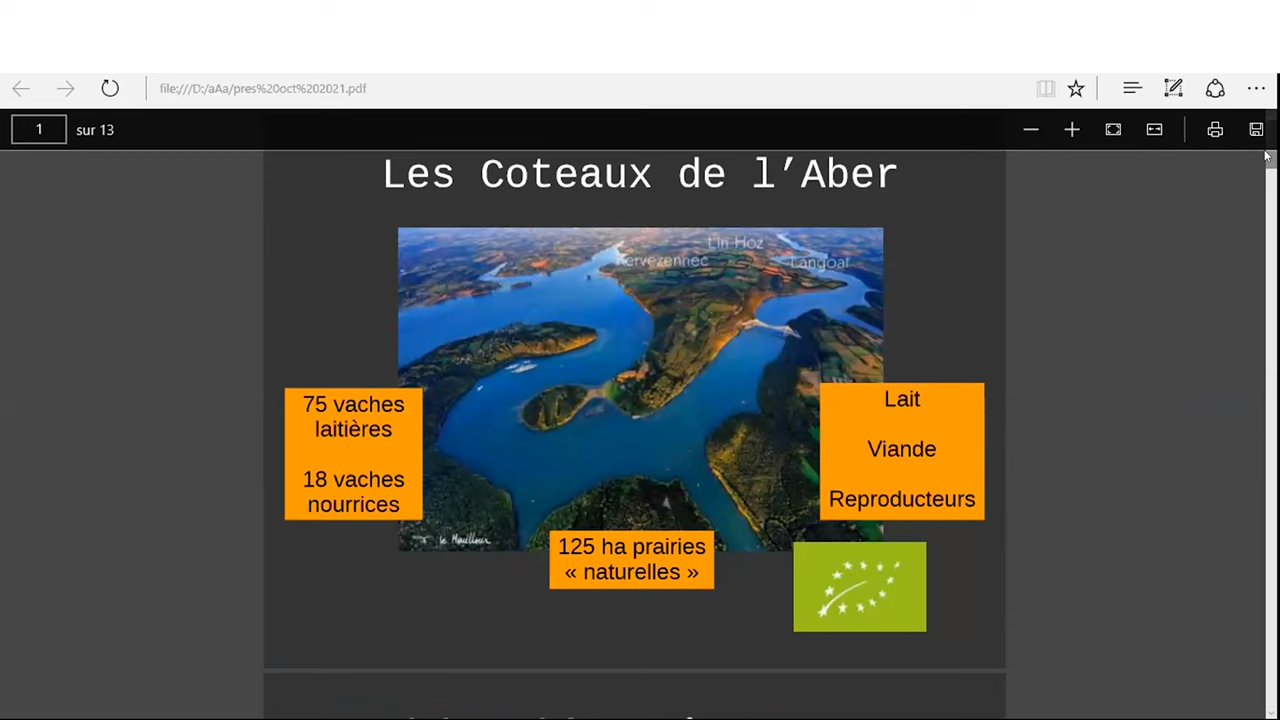 file:///D:/aAa/pres%20oct%202021.pdf
1 sur 13
Les Coteaux de l’Aber
Lin Hoz
Kervezennec
Langoat
75 vaches
laitières
18 vaches
nourrices
Lait
Viande
Reproducteurs
125 ha prairies
« naturelles »